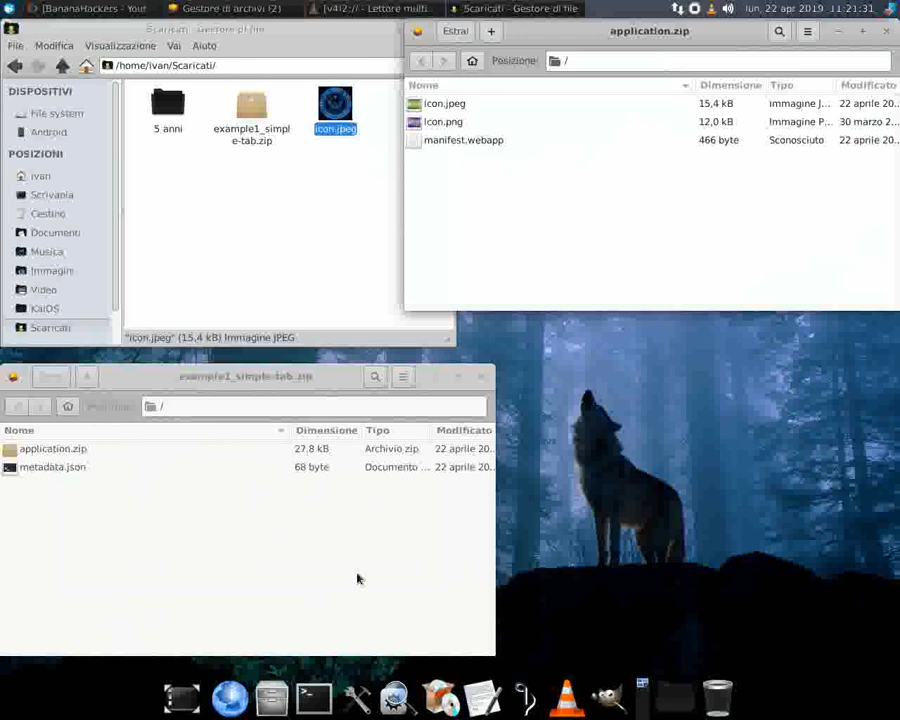 [BananaHackers] - Yout
Gestore di archivi (2)
[v4l2:// - Lettore multi...
Scaricati - Gestore di file
lun, 22 apr 2019, 11:21:31
Scaricati - Gestore di file
File Modifica Visualizzazione Vai Aiuto
/home/ivan/Scaricati/
DISPOSITIVI
File system
Android
POSIZIONI
ivan
Scrivania
Cestino
Documenti
Musica
Immagini
Video
KaiOS
Scaricati
5 anni
example1_simpl
e-tab.zip
icon.jpeg
"icon.jpeg" (15,4 kB) Immagine JPEG
Estrai + application.zip
Posizione: /
Nome Dimensione Tipo Modificato
icon.jpeg 15,4 kB immagine J... 22 aprile 20...
icon.png 12,0 kB Immagine P... 30 marzo 2...
manifest.webapp 466 byte Sconosciuto 22 aprile 20...
example1_simple-tab.zip
/
Nome Dimensione Tipo Modificato
application.zip 27,8 kB Archivio zip 22 aprile 20...
metadata.json 68 byte Documento ... 22 aprile 20...